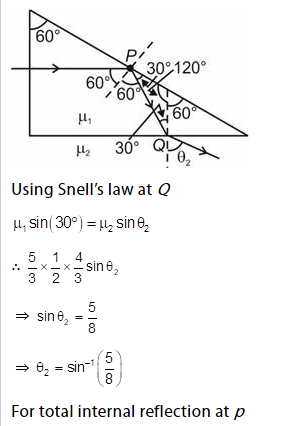 60°
P
30° 120°
60°
60°
60°
μ₁
μ₂ 30° Q θ₂
Using Snell’s law at Q
μ₁ sin(30°) = μ₂ sin θ₂
∴ 5/3 × 1/2 × 4/3 sin θ₂
⇒ sin θ₂ = 5/8
⇒ θ₂ = sin⁻¹(5/8)
For total internal reflection at p